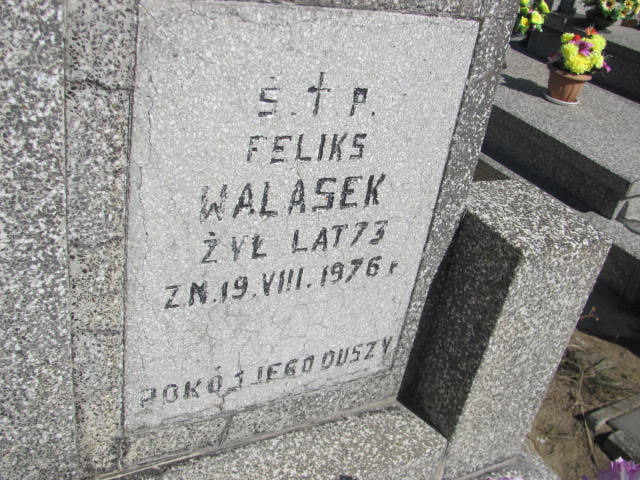 Ś. † P.
FELIKS
WALASEK
ŻYŁ LAT 73
ZM. 19. VIII. 1976 r
POKÓJ JEGO DUSZY